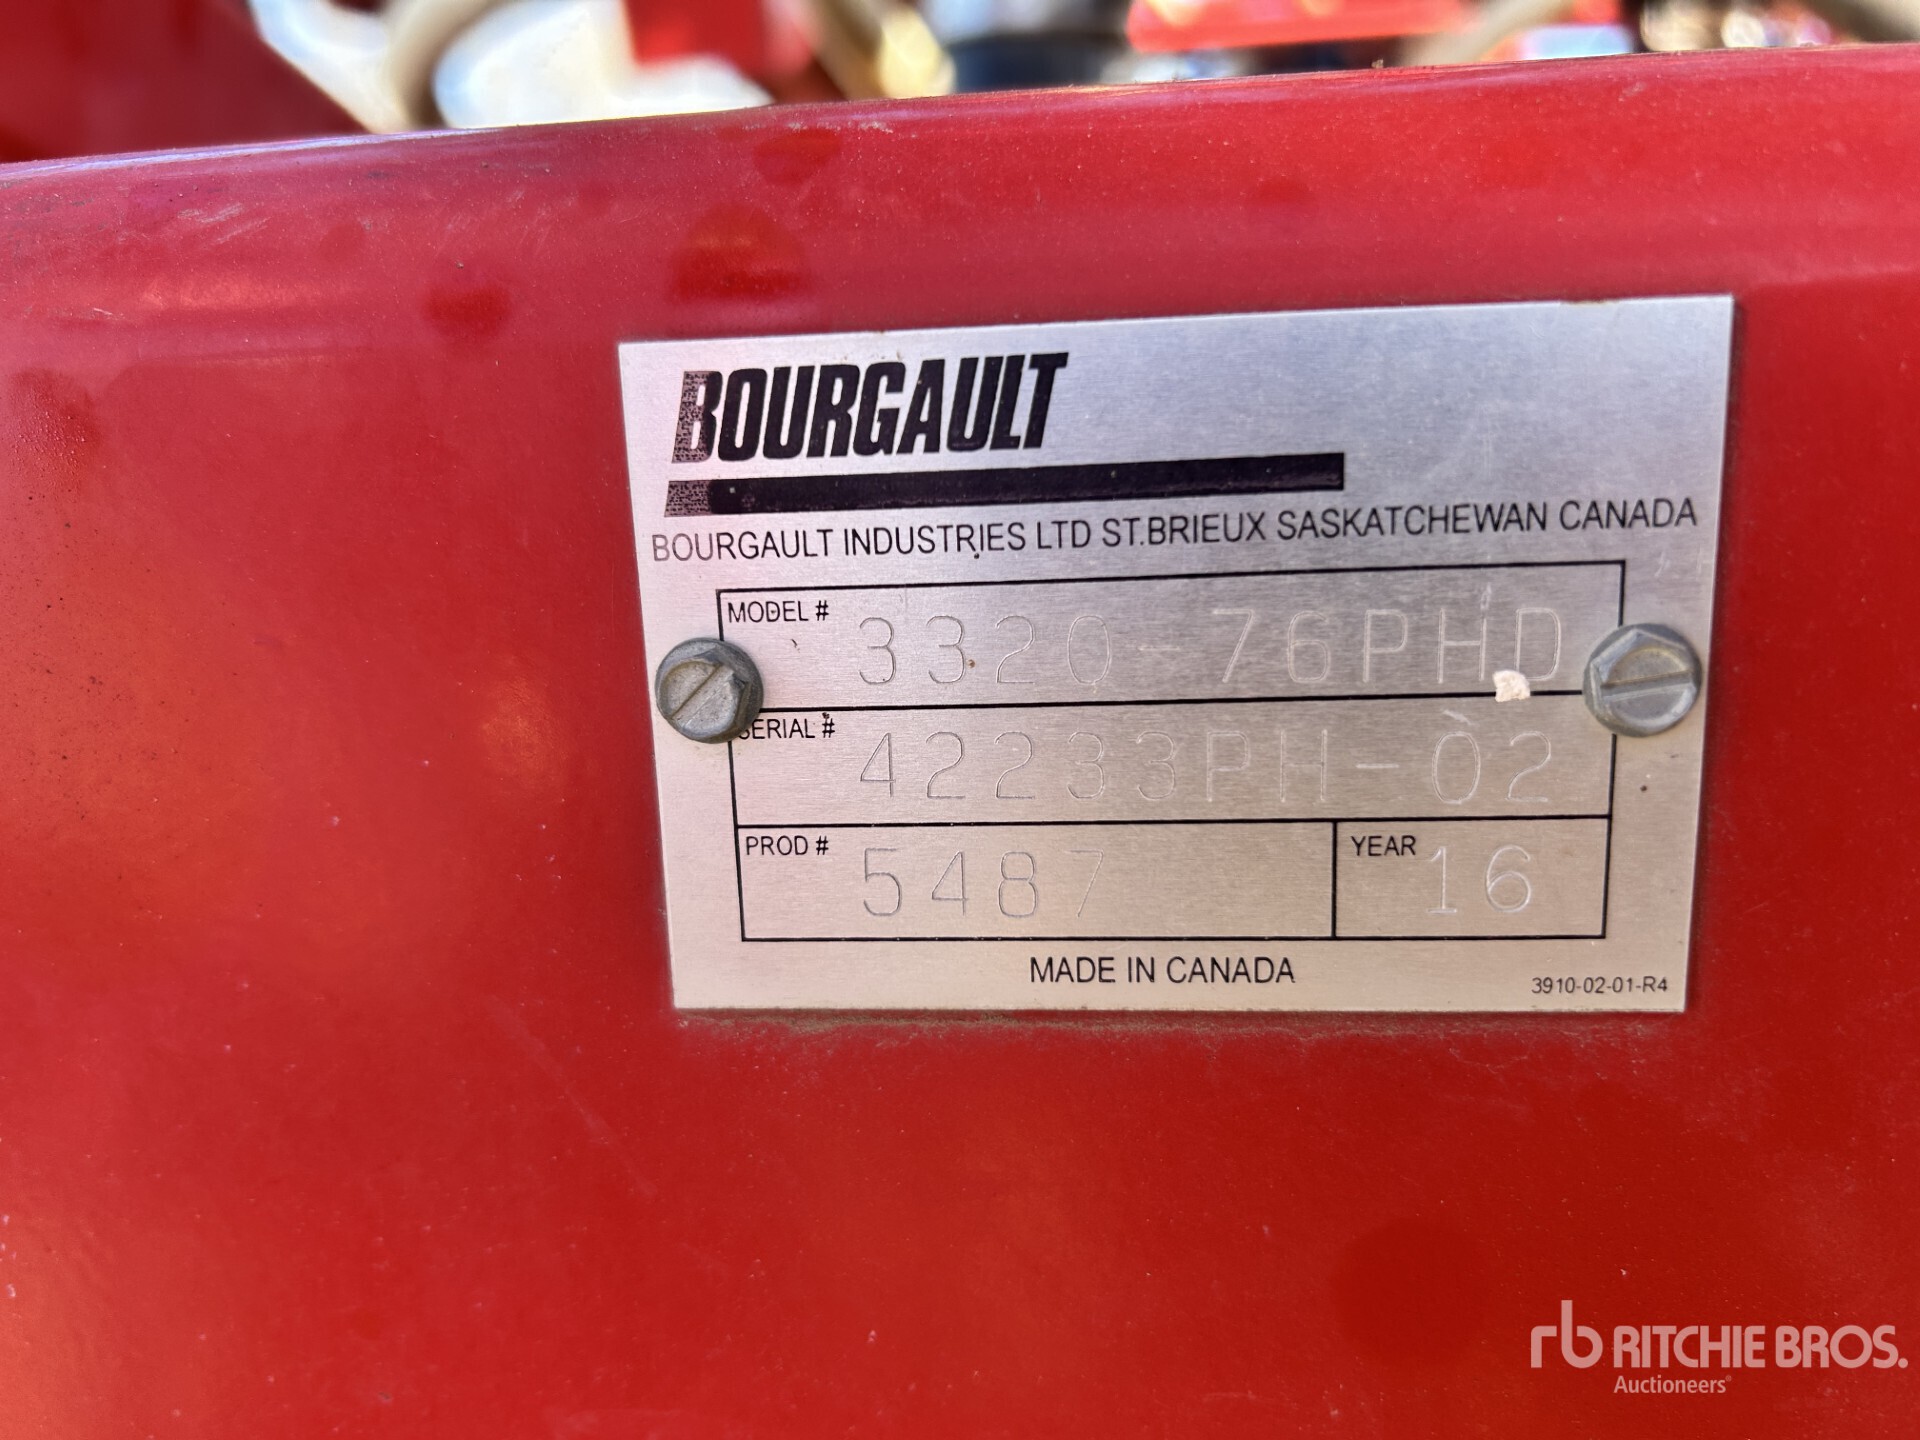 BOURGAULT
BOURGAULT INDUSTRIES LTD ST.BRIEUX SASKATCHEWAN CANADA
MODEL # 3320-76PHD
SERIAL # 42233PH-02
PROD # 5487 YEAR 16
MADE IN CANADA 3910-02-01-R4
rb RITCHIE BROS.
Auctioneers